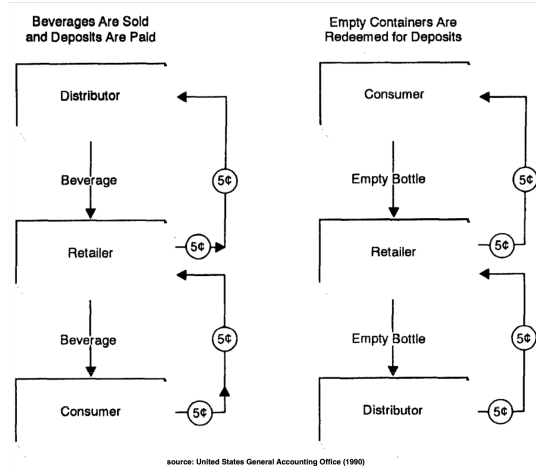 Beverages Are Sold
and Deposits Are Paid
Distributor
Beverage
5¢
Retailer
5¢
Beverage
5¢
Consumer
5¢
Empty Containers Are
Redeemed for Deposits
Consumer
Empty Bottle
5¢
Retailer
5¢
Empty Bottle
5¢
Distributor
5¢
source: United States General Accounting Office (1990)